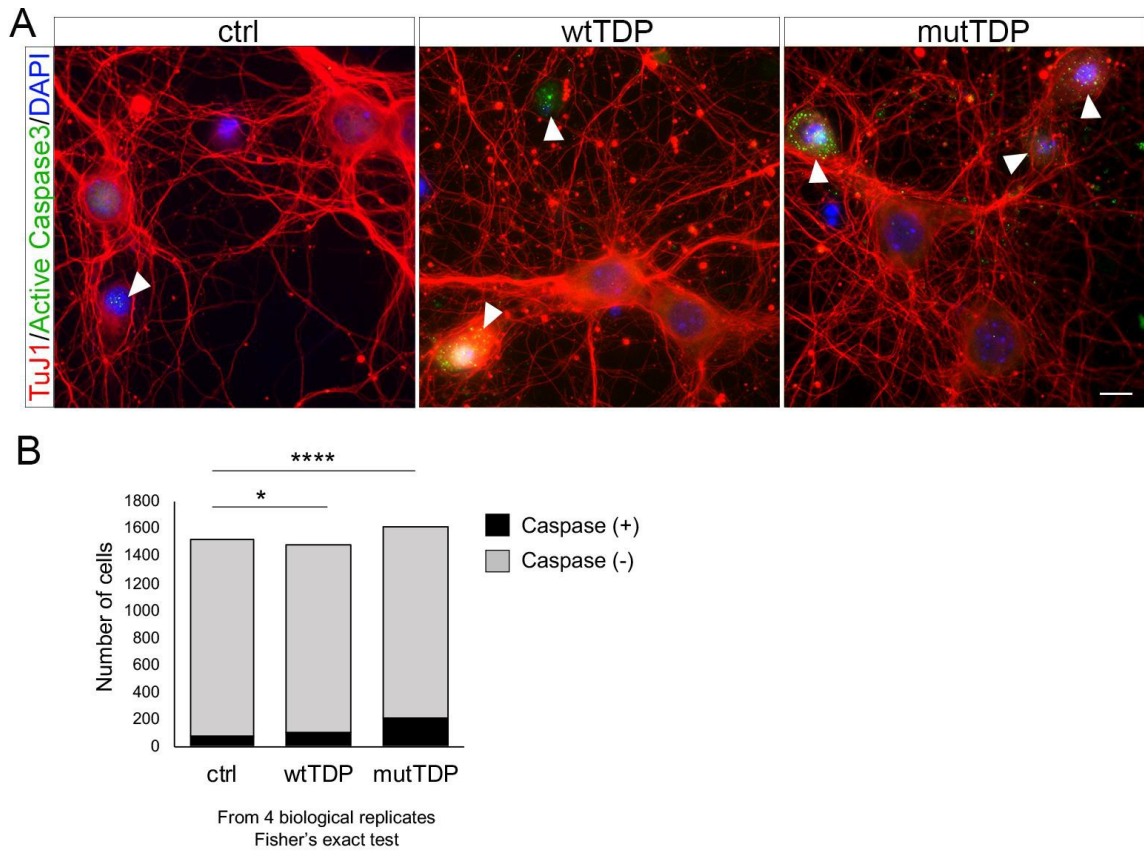 A
ctrl
wtTDP
mutTDP
TuJ1/Active Caspase3/DAPI
B
****
*
Number of cells
1800
1600
1400
1200
1000
800
600
400
200
0
ctrl
wtTDP
mutTDP
Caspase (+)
Caspase (-)
From 4 biological replicates
Fisher's exact test